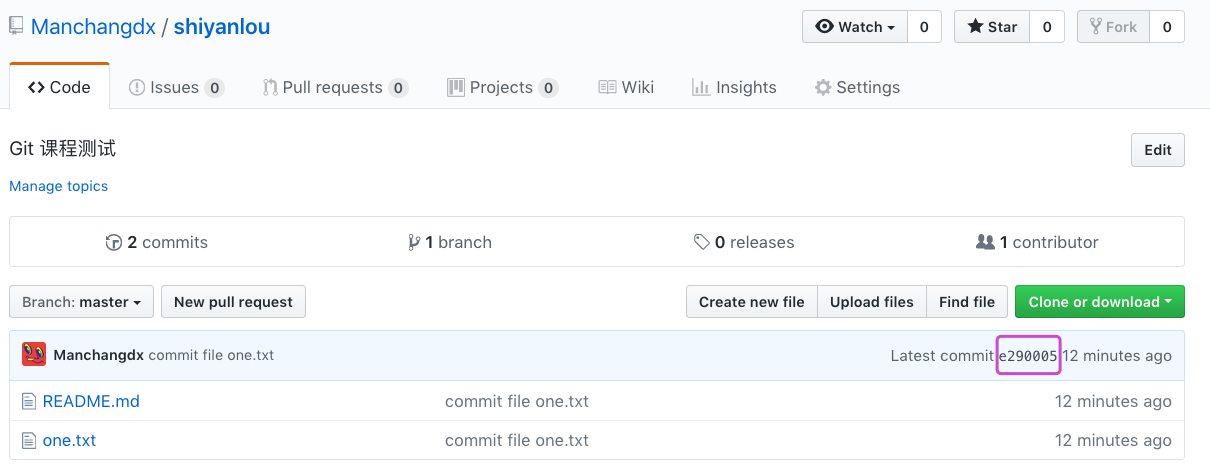 Manchangdx / shiyanlou Watch 0 Star 0 Fork 0
Code Issues 0 Pull requests 0 Projects 0 Wiki Insights Settings
Git 课程测试 Edit
Manage topics
2 commits 1 branch 0 releases 1 contributor
Branch: master New pull request Create new file Upload files Find file Clone or download
Manchangdx commit file one.txt Latest commit e290005 12 minutes ago
README.md commit file one.txt 12 minutes ago
one.txt commit file one.txt 12 minutes ago